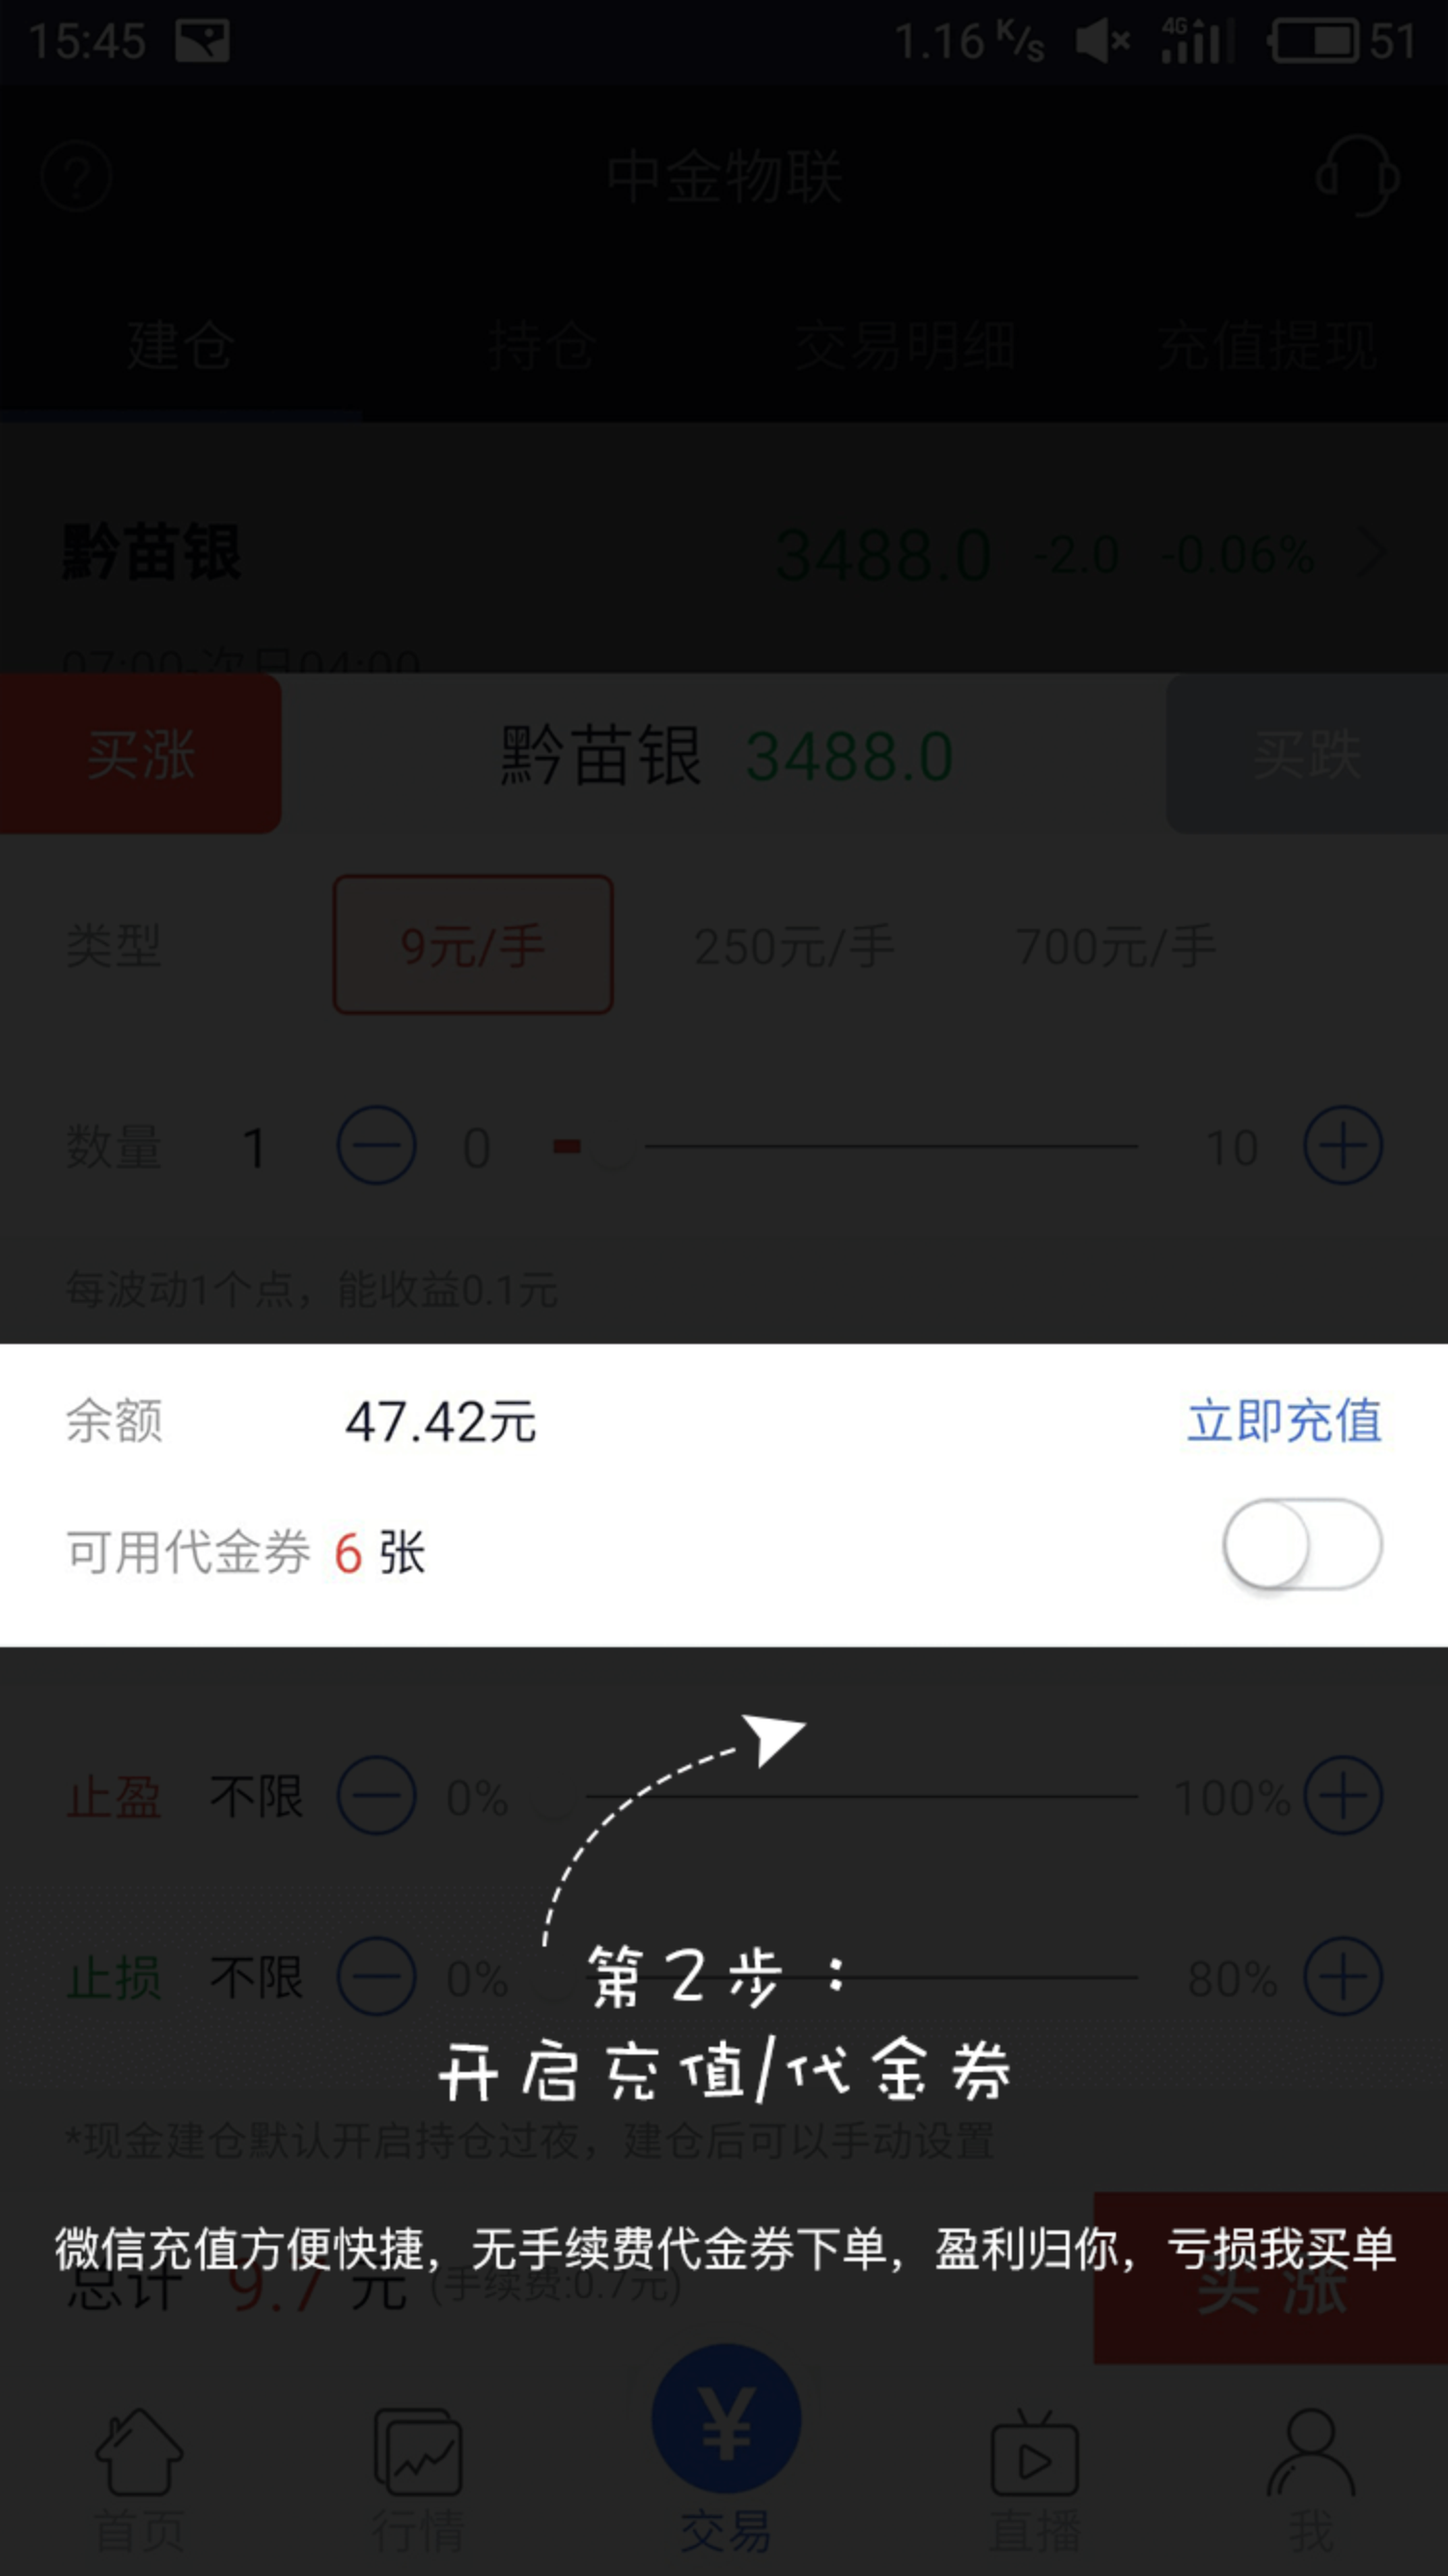 15:45 1.16 K/s 4G 51
中金物联
建仓 持仓 交易明细 充值提现
黔苗银 3488.0 -2.0 -0.06%
07:00-次日04:00
买涨 黔苗银 3488.0 买跌
类型 9元/手 250元/手 700元/手
数量 1 0 10
每波动1个点，能收益0.1元
余额 47.42元 立即充值
可用代金券 6 张
止盈 不限 0% 100%
止损 不限 0% 80%
第2步：
开启充值/代金券
*现金建仓默认开启持仓过夜，建仓后可以手动设置
微信充值方便快捷，无手续费代金券下单，盈利归你，亏损我买单
总计 9.7 元 (手续费:0.7元) 买涨
¥
首页 行情 交易 直播 我